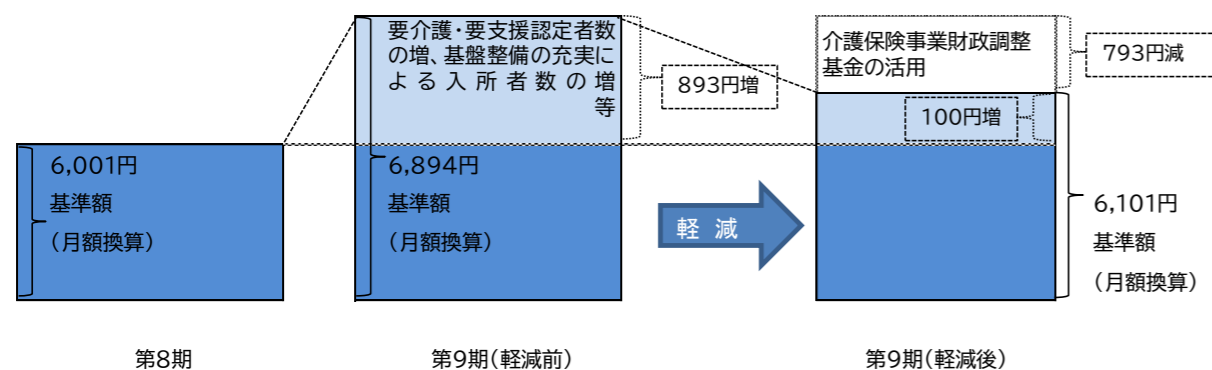 要介護・要支援認定者数
の増、基盤整備の充実に
よる入所者数の増
等
893円増
介護保険事業財政調整
基金の活用
793円減
100円増
6,001円
基準額
（月額換算）
6,894円
基準額
（月額換算）
軽 減
6,101円
基準額
（月額換算）
第8期
第9期（軽減前）
第9期（軽減後）